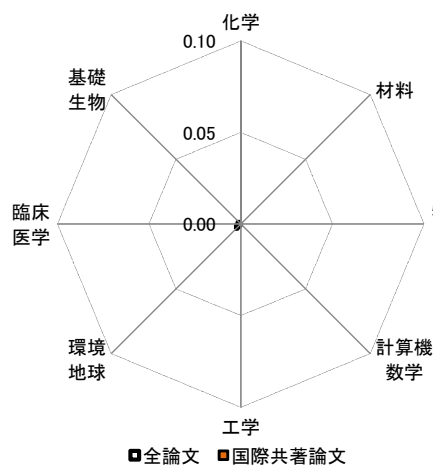 化学
0.10
基礎
生物
材料
0.05
臨床
医学
0.00
環境
地球
計算機
数学
工学
全論文 国際共著論文